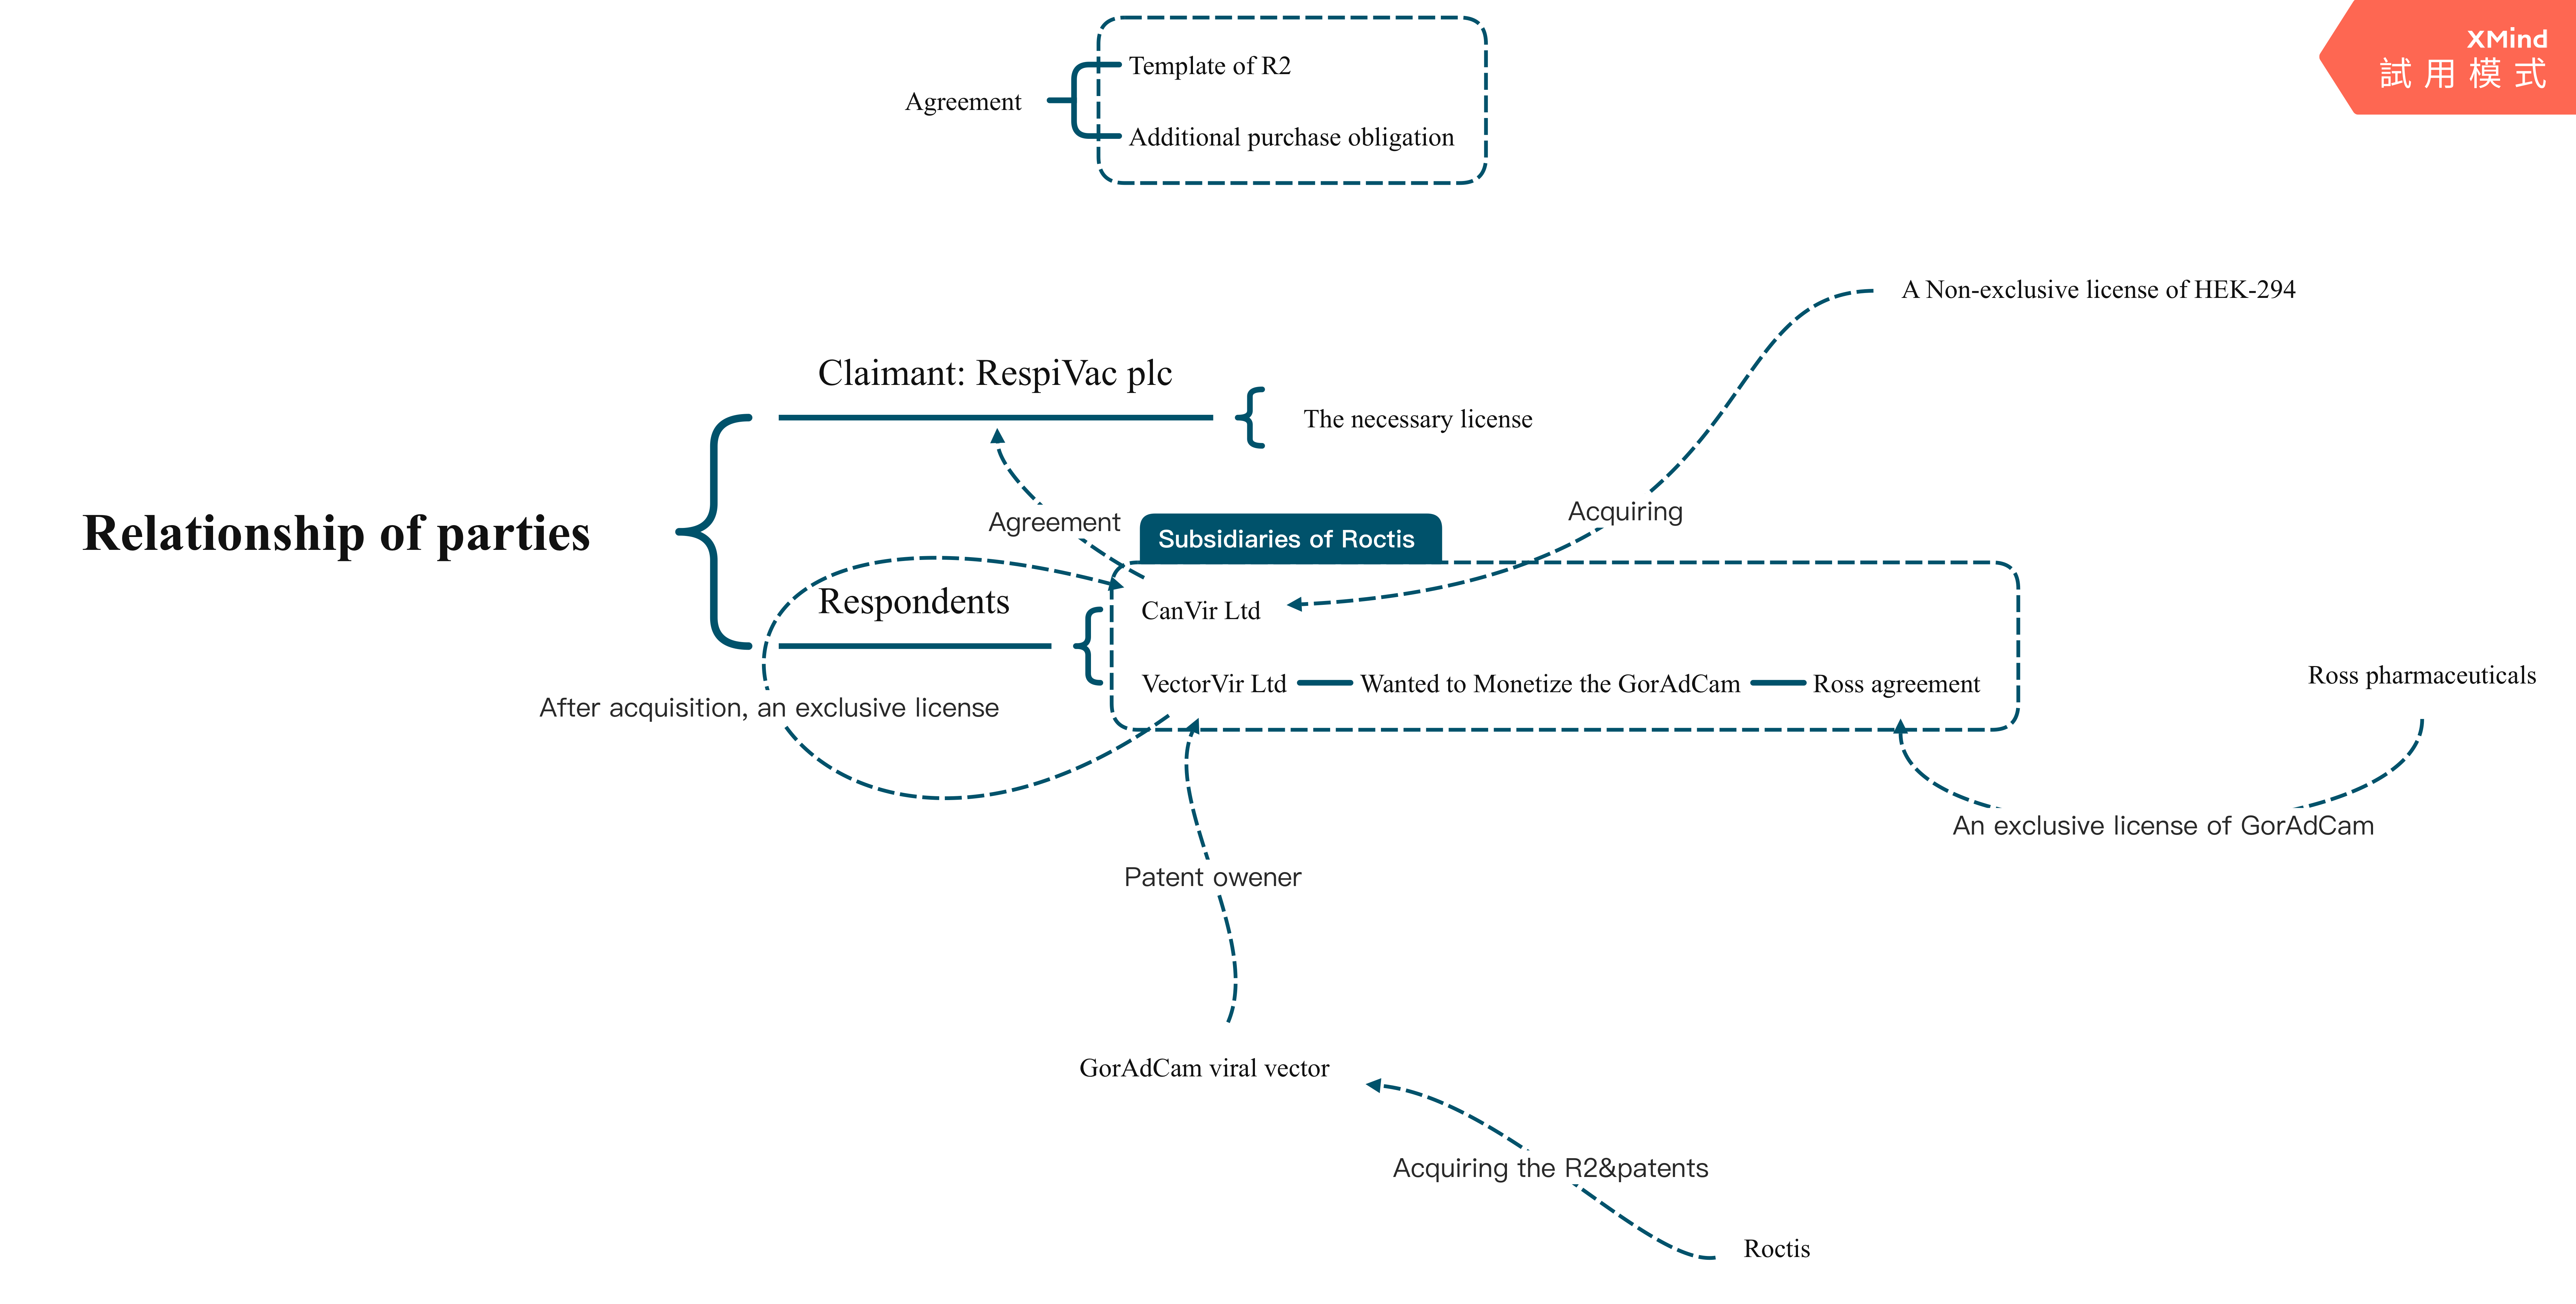 XMind
試用模式
Template of R2
Agreement
Additional purchase obligation
A Non-exclusive license of HEK-294
Claimant: RespiVac plc
The necessary license
Acquiring
Agreement
Subsidiaries of Roctis
Relationship of parties
Respondents
CanVir Ltd
VectorVir Ltd
Wanted to Monetize the GorAdCam
Ross agreement
Ross pharmaceuticals
After acquisition, an exclusive license
An exclusive license of GorAdCam
Patent owener
GorAdCam viral vector
Acquiring the R2&patents
Roctis